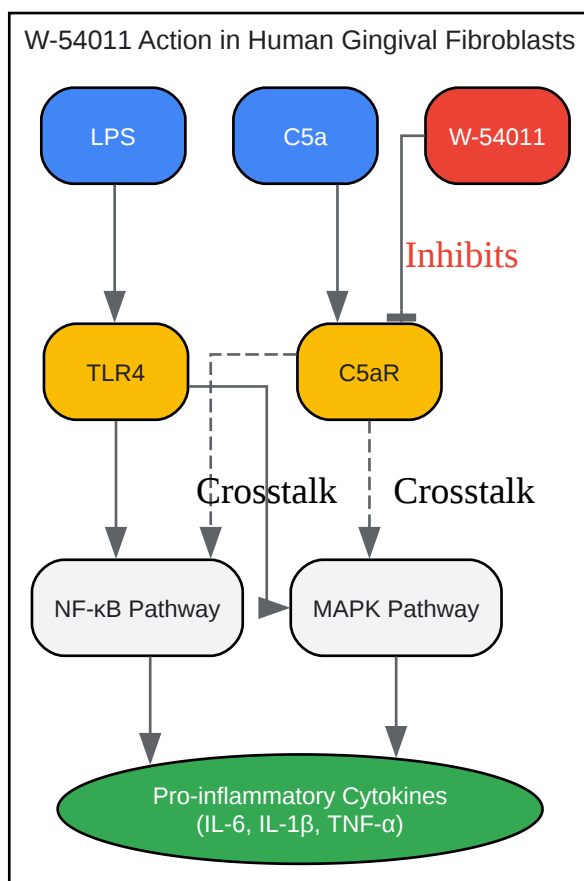 W-54011 Action in Human Gingival Fibroblasts
LPS
C5a
W-54011
Inhibits
TLR4
C5aR
Crosstalk
Crosstalk
NF-κB Pathway
MAPK Pathway
Pro-inflammatory Cytokines
(IL-6, IL-1β, TNF-α)